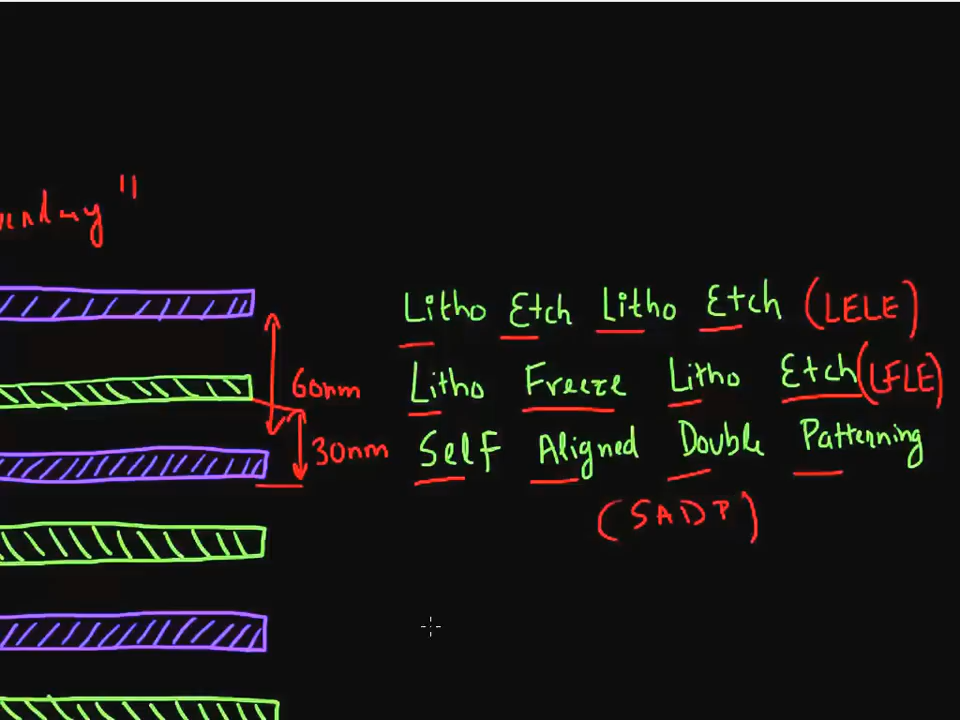 Litho Etch Litho Etch (LELE)
Litho Freeze Litho Etch (LFLE)
60nm
30nm
Self Aligned Double Patterning
(SADP)